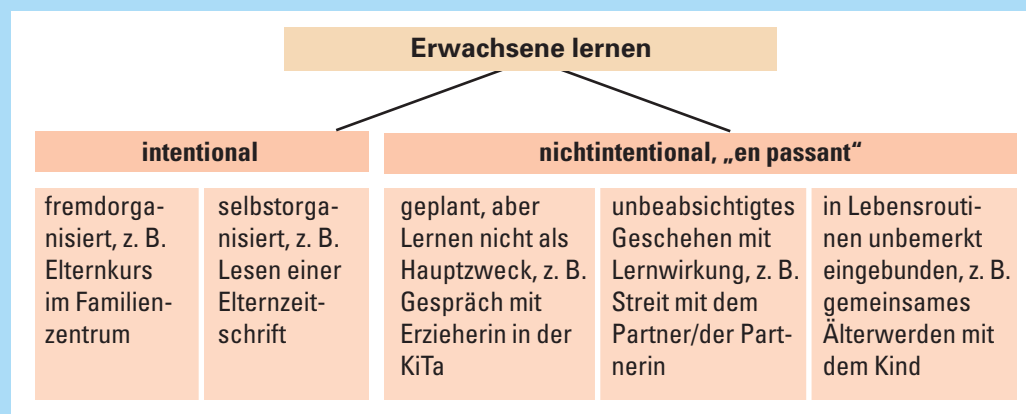 Erwachsene lernen
intentional
nichtintentional, „en passant“
fremdorga-
nisiert, z. B.
Elternkurs
im Familien-
zentrum
selbstorga-
nisiert, z. B.
Lesen einer
Elternzeit-
schrift
geplant, aber
Lernen nicht als
Hauptzweck, z. B.
Gespräch mit
Erzieherin in der
KiTa
unbeabsichtigtes
Geschehen mit
Lernwirkung, z. B.
Streit mit dem
Partner/der Part-
nerin
in Lebensrouti-
nen unbemerkt
eingebunden, z. B.
gemeinsames
Älterwerden mit
dem Kind